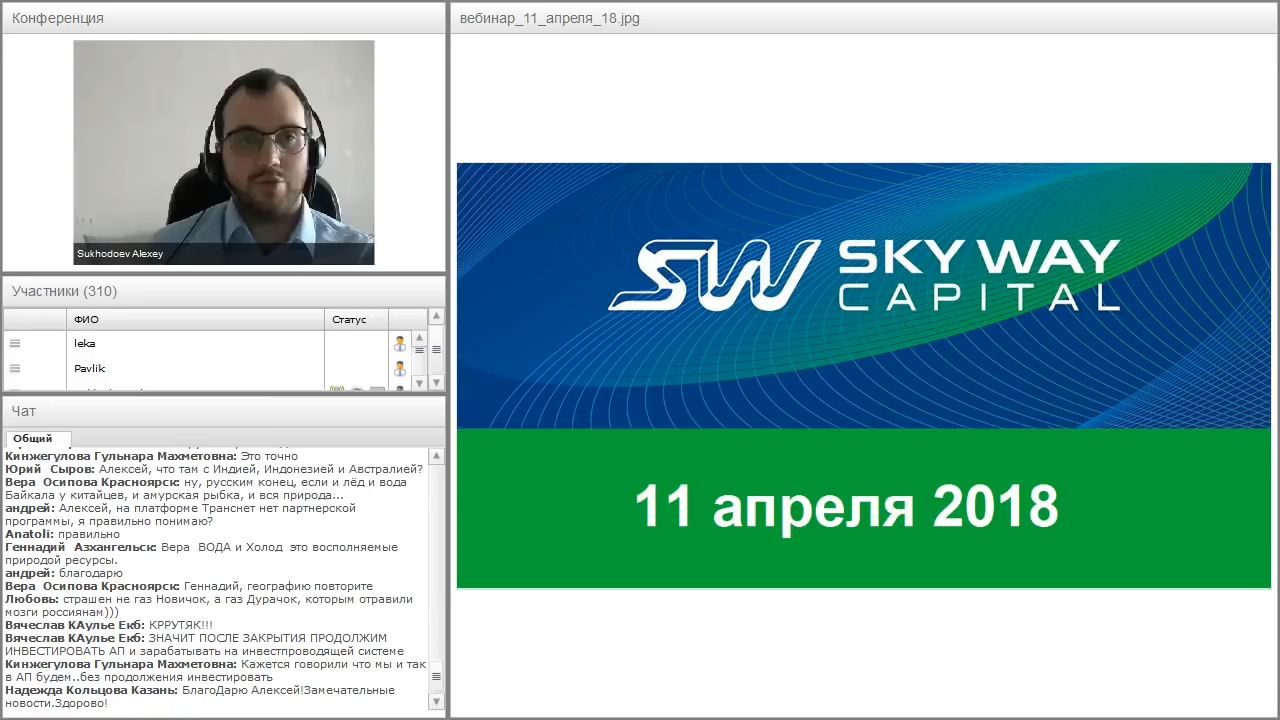 Конференция
вебинар_11_апреля_18.jpg
Sukhodoev Alexey
SW SKY WAY
CAPITAL
11 апреля 2018
Участники (310)
ФИО
Статус
leka
Pavlik
Чат
Общий
Кинжегулова Гульнара Махметовна: Это точно
Юрий Сыров: Алексей, что там с Индией, Индонезией и Австралией?
Вера Осипова Красноярск: ну, русским конец, если и лёд и вода
Байкала у китайцев, и амурская рыбка, и вся природа...
андрей: Алексей, на платформе Транснет нет партнерской
программы, я правильно понимаю?
Anatoli: правильно
Геннадий Азхангельск: Вера ВОДА и Холод это восполняемые
природой ресурсы.
андрей: благодарю
Вера Осипова Красноярск: Геннадий, географию повторите
Любовь: страшен не газ Новичок, а газ Дурачок, которым отравили
мозги россиянам)))
Вячеслав КАулье Екб: КРРУТЯК!!!
Вячеслав КАулье Екб: ЗНАЧИТ ПОСЛЕ ЗАКРЫТИЯ ПРОДОЛЖИМ
ИНВЕСТИРОВАТЬ АП и зарабатывать на инвестпроводящей системе
Кинжегулова Гульнара Махметовна: Кажется говорили что мы и так
в АП будем..без продолжения инвестировать
Надежда Кольцова Казань: БлагоДарю Алексей!Замечательные
новости.Здорово!